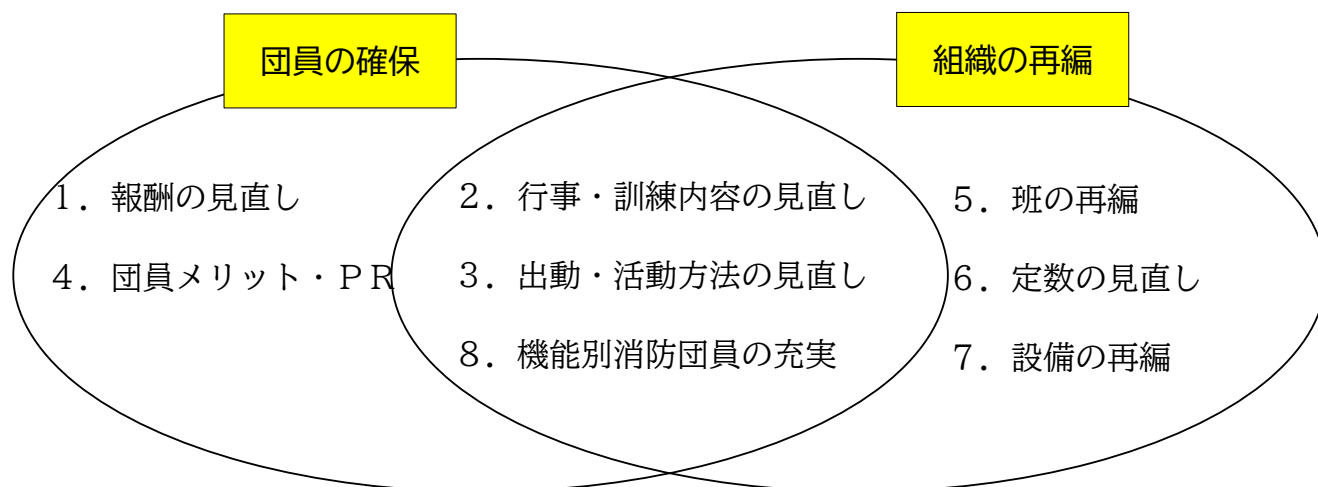 団員の確保
組織の再編
１．報酬の見直し
４．団員メリット・ＰＲ
２．行事・訓練内容の見直し
３．出動・活動方法の見直し
８．機能別消防団員の充実
５．班の再編
６．定数の見直し
７．設備の再編